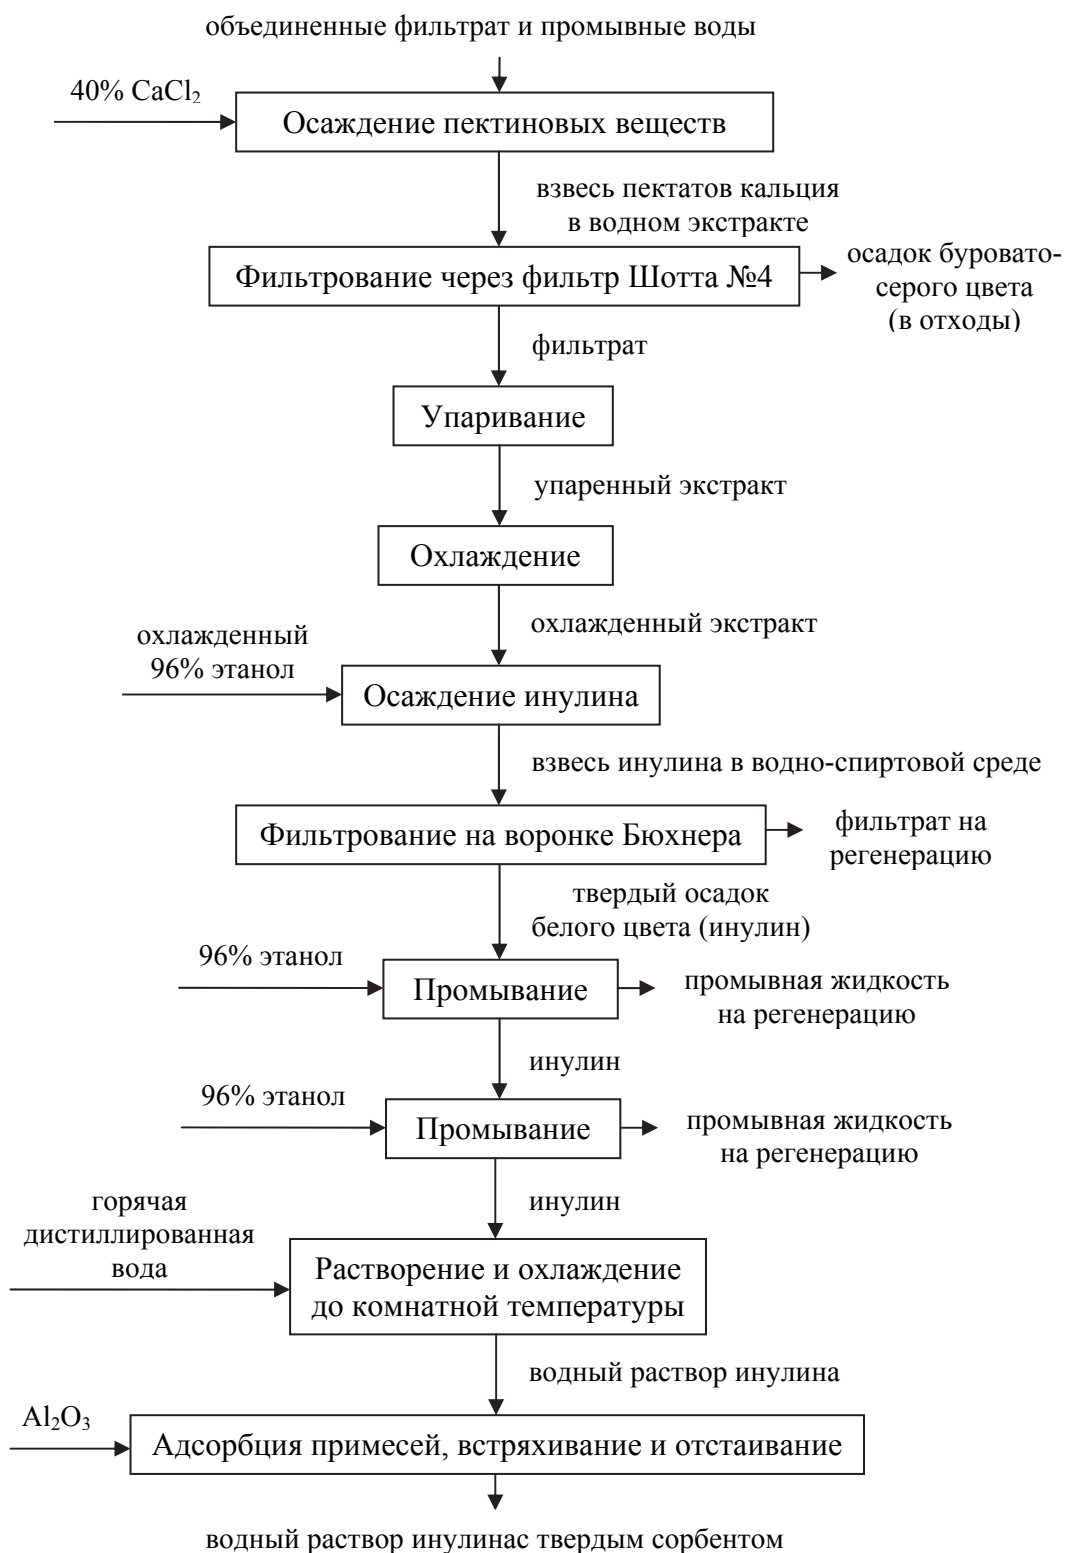 объединенные фильтрат и промывные воды
40% CaCl₂
Осаждение пектиновых веществ
взвесь пектатов кальция
в водном экстракте
Фильтрование через фильтр Шотта №4
осадок буровато-
серого цвета
(в отходы)
фильтрат
Упаривание
упаренный экстракт
Охлаждение
охлажденный экстракт
охлажденный
96% этанол
Осаждение инулина
взвесь инулина в водно-спиртовой среде
Фильтрование на воронке Бюхнера
фильтрат на
регенерацию
твердый осадок
белого цвета (инулин)
96% этанол
Промывание
промывная жидкость
на регенерацию
инулин
96% этанол
Промывание
промывная жидкость
на регенерацию
инулин
горячая
дистиллированная
вода
Растворение и охлаждение
до комнатной температуры
водный раствор инулина
Al₂O₃
Адсорбция примесей, встряхивание и отстаивание
водный раствор инулинас твердым сорбентом